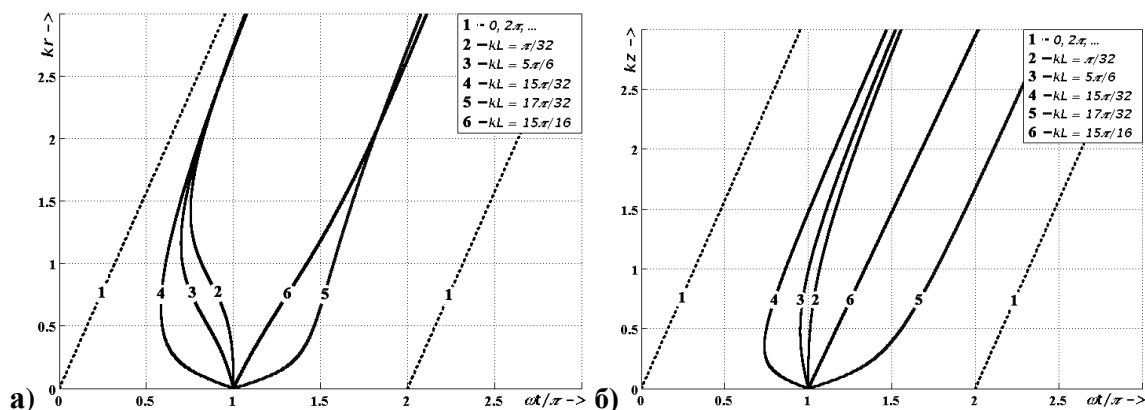 а)
kr ->
3
2.5
2
1.5
1
0.5
0
0 0.5 1 1.5 2 2.5 ωt/π ->
1 -- 0, 2π, ...
2 – kL = π/32
3 – kL = 5π/6
4 – kL = 15π/32
5 – kL = 17π/32
6 – kL = 15π/16
1 4 3 2 6 5 1
б)
kz ->
3
2.5
2
1.5
1
0.5
0
0 0.5 1 1.5 2 2.5 ωt/π ->
1 -- 0, 2π, ...
2 – kL = π/32
3 – kL = 5π/6
4 – kL = 15π/32
5 – kL = 17π/32
6 – kL = 15π/16
1 4 3 2 6 5 1